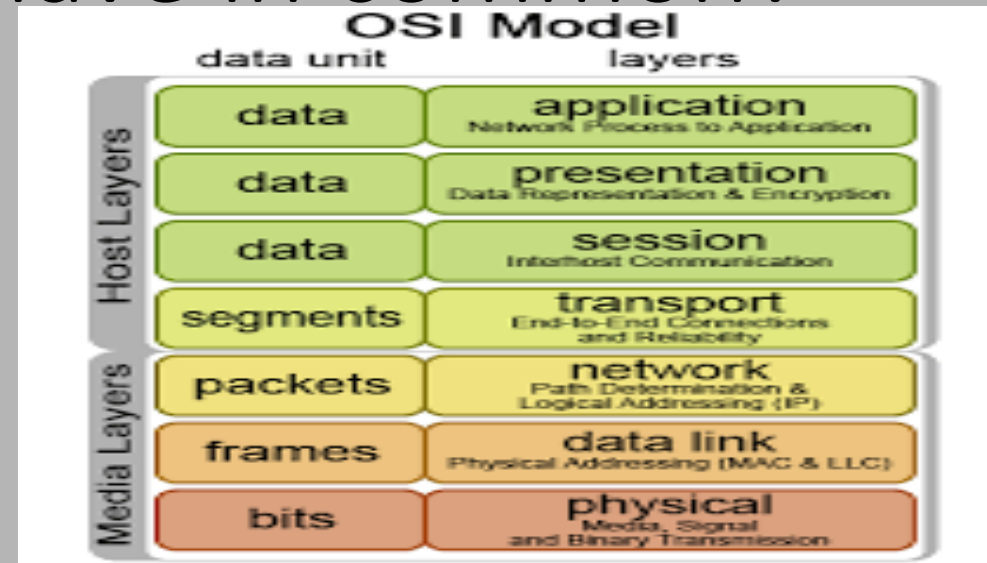 OSI Model
data unit layers
Host Layers
data application
Network Process to Application
data presentation
Data Representation & Encryption
data session
Interhost Communication
segments transport
End-to-End Connections
and Reliability
Media Layers
packets network
Path Determination &
Logical Addressing (IP)
frames data link
Physical Addressing (MAC & LLC)
bits physical
Media, Signal
and Binary Transmission